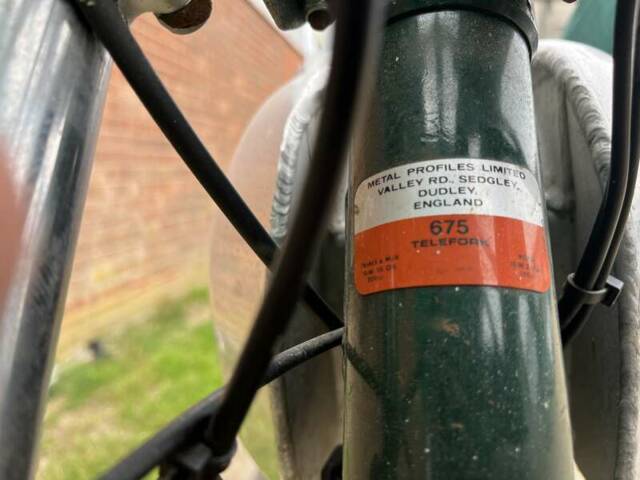 METAL PROFILES LIMITED
VALLEY RD., SEDGLEY,
DUDLEY,
ENGLAND
675
TELEFORK